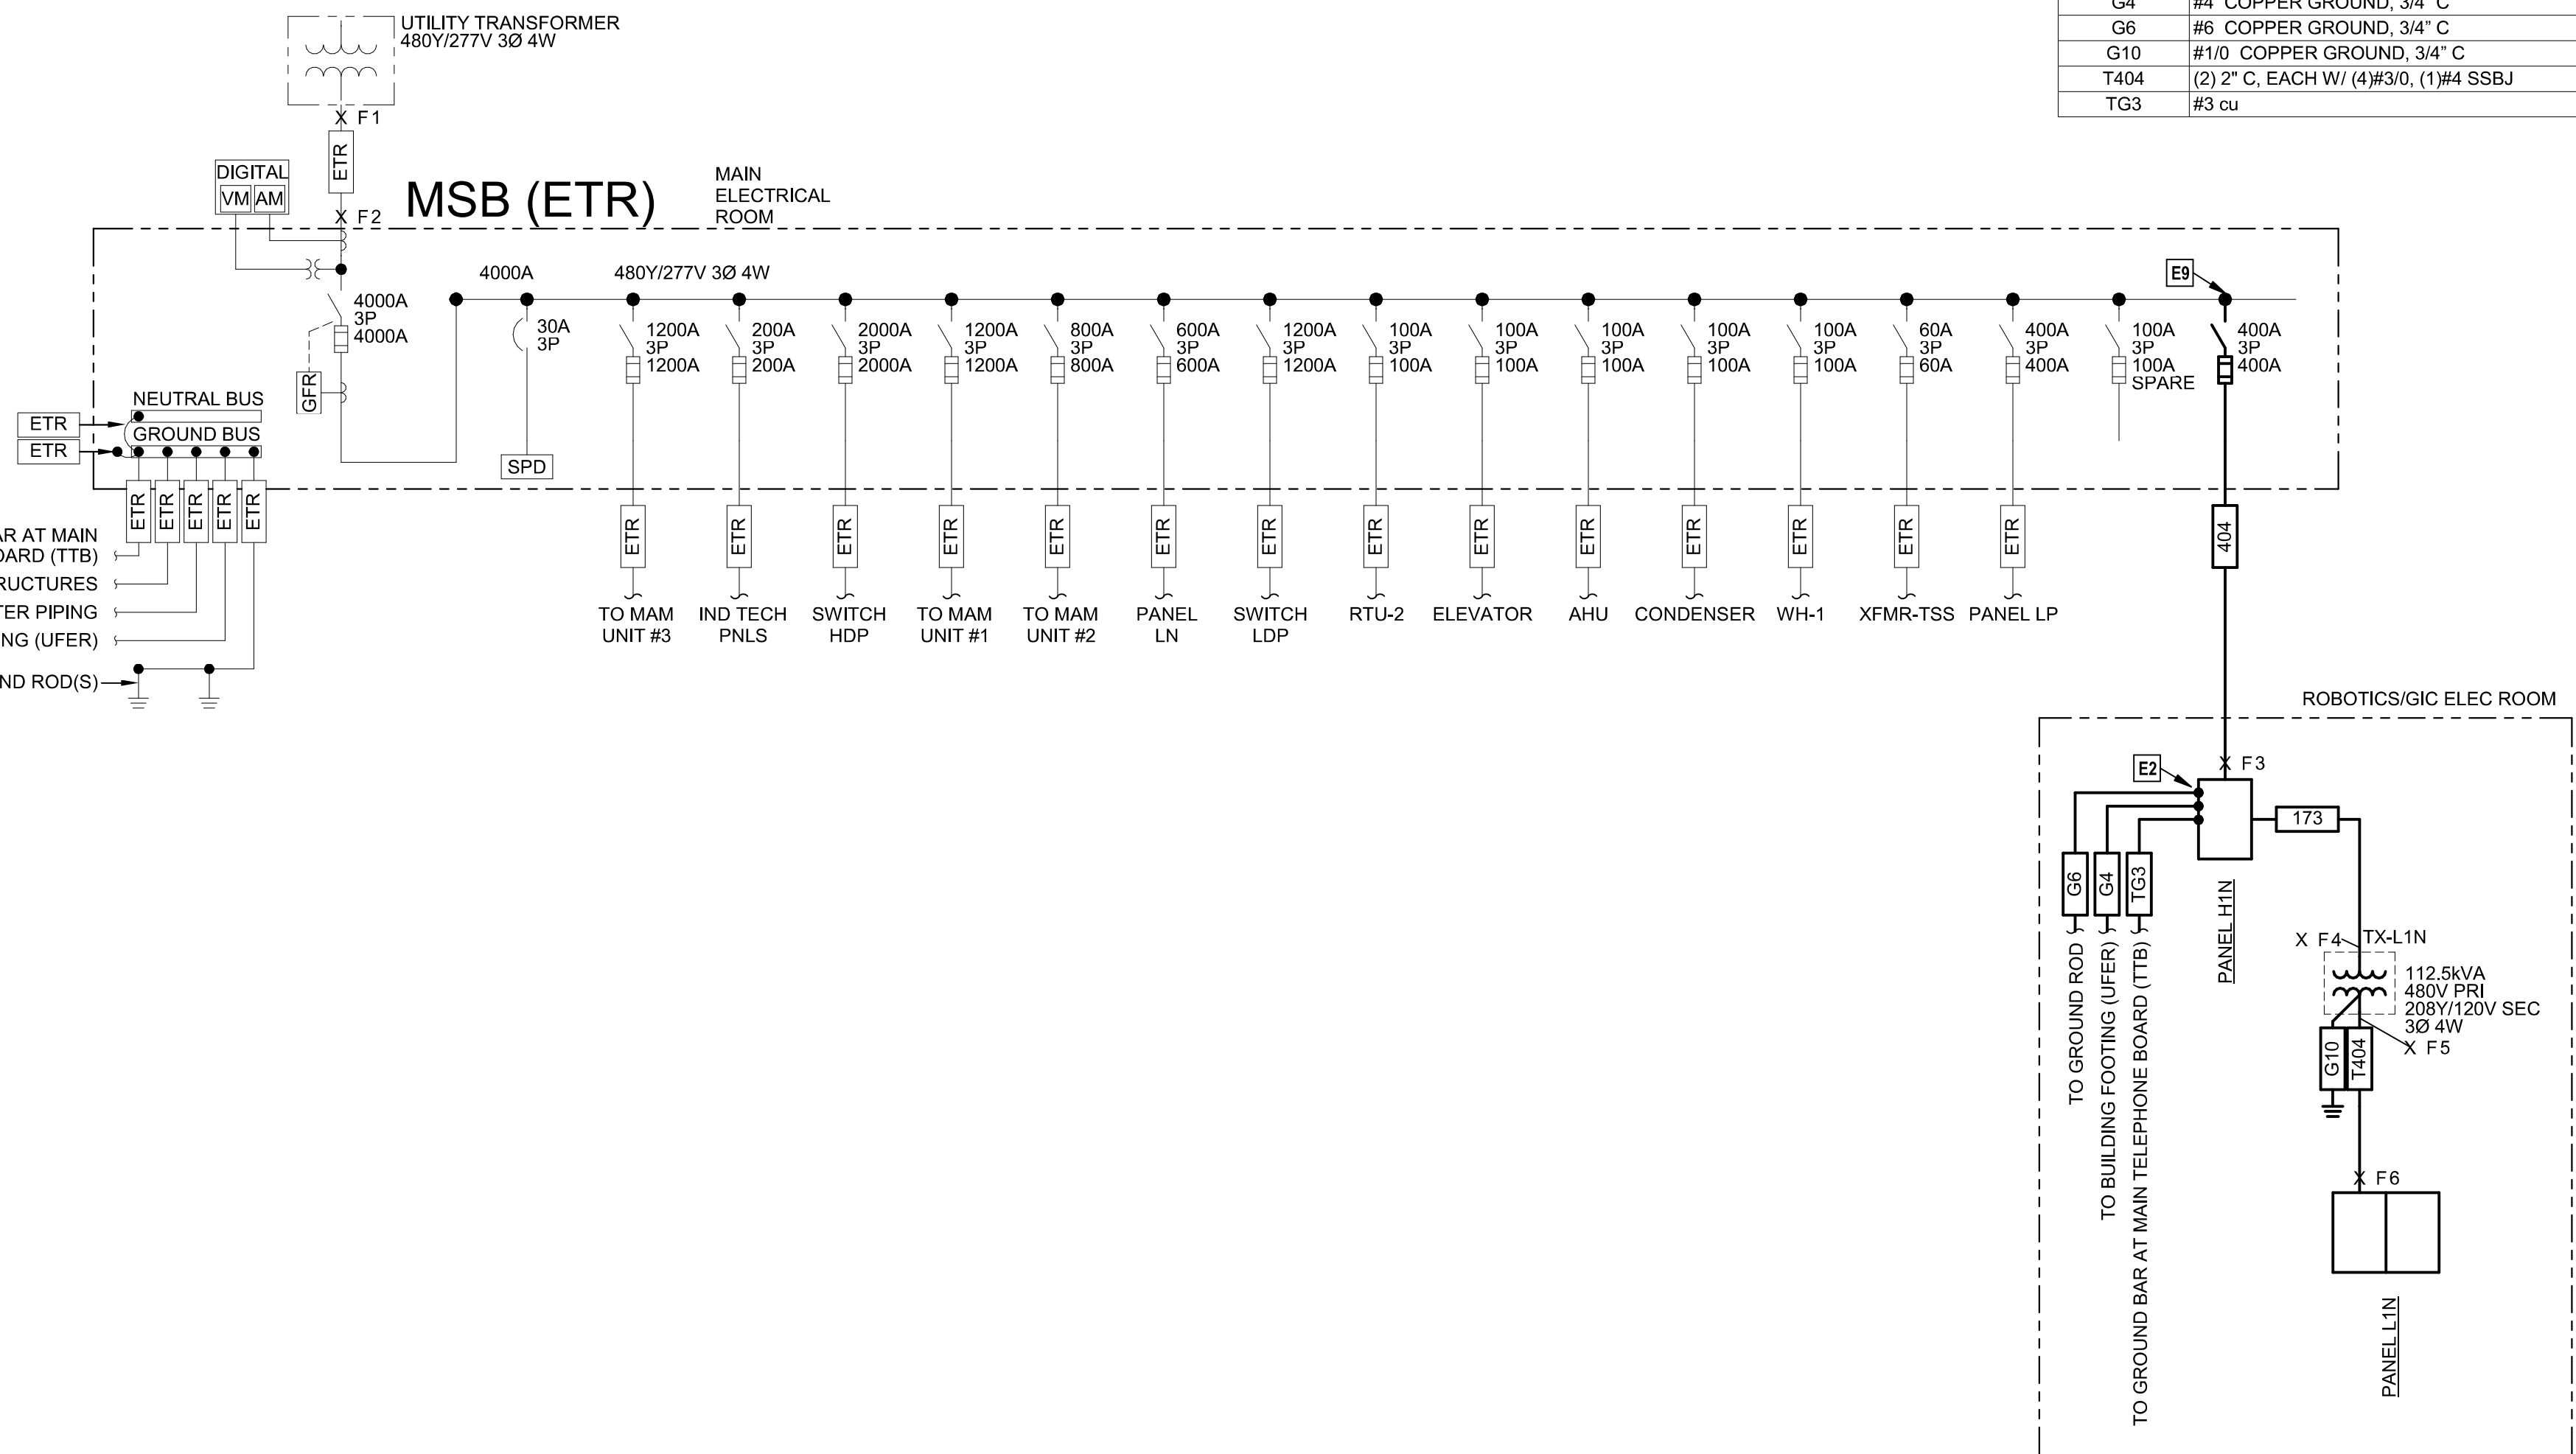 UTILITY TRANSFORMER
480Y/277V 3Ø 4W
X F1
ETR
DIGITAL
VM AM
X F2
MSB (ETR)
MAIN
ELECTRICAL
ROOM
G4 #4 COPPER GROUND, 3/4" C
G6 #6 COPPER GROUND, 3/4" C
G10 #1/0 COPPER GROUND, 3/4" C
T404 (2) 2" C, EACH W/ (4)#3/0, (1)#4 SSBJ
TG3 #3 cu
4000A
480Y/277V 3Ø 4W
E9
4000A
3P
4000A
GFR
30A
3P
SPD
1200A
3P
1200A
200A
3P
200A
2000A
3P
2000A
1200A
3P
1200A
800A
3P
800A
600A
3P
600A
1200A
3P
1200A
100A
3P
100A
100A
3P
100A
100A
3P
100A
100A
3P
100A
100A
3P
100A
60A
3P
60A
400A
3P
400A
100A
3P
100A
SPARE
400A
3P
400A
NEUTRAL BUS
ETR
GROUND BUS
ETR
ETR ETR ETR ETR ETR
AR AT MAIN
OARD (TTB)
RUCTURES
TER PIPING
NG (UFER)
ND ROD(S)
ETR ETR ETR ETR ETR ETR ETR ETR ETR ETR ETR ETR ETR ETR
404
TO MAM
UNIT #3
IND TECH
PNLS
SWITCH
HDP
TO MAM
UNIT #1
TO MAM
UNIT #2
PANEL
LN
SWITCH
LDP
RTU-2
ELEVATOR
AHU
CONDENSER
WH-1
XFMR-TSS
PANEL LP
ROBOTICS/GIC ELEC ROOM
X F3
E2
173
G6
G4
TG3
TO GROUND ROD
TO BUILDING FOOTING (UFER)
TO GROUND BAR AT MAIN TELEPHONE BOARD (TTB)
PANEL H1N
X F4
TX-L1N
112.5kVA
480V PRI
208Y/120V SEC
3Ø 4W
X F5
G10
T404
X F6
PANEL L1N